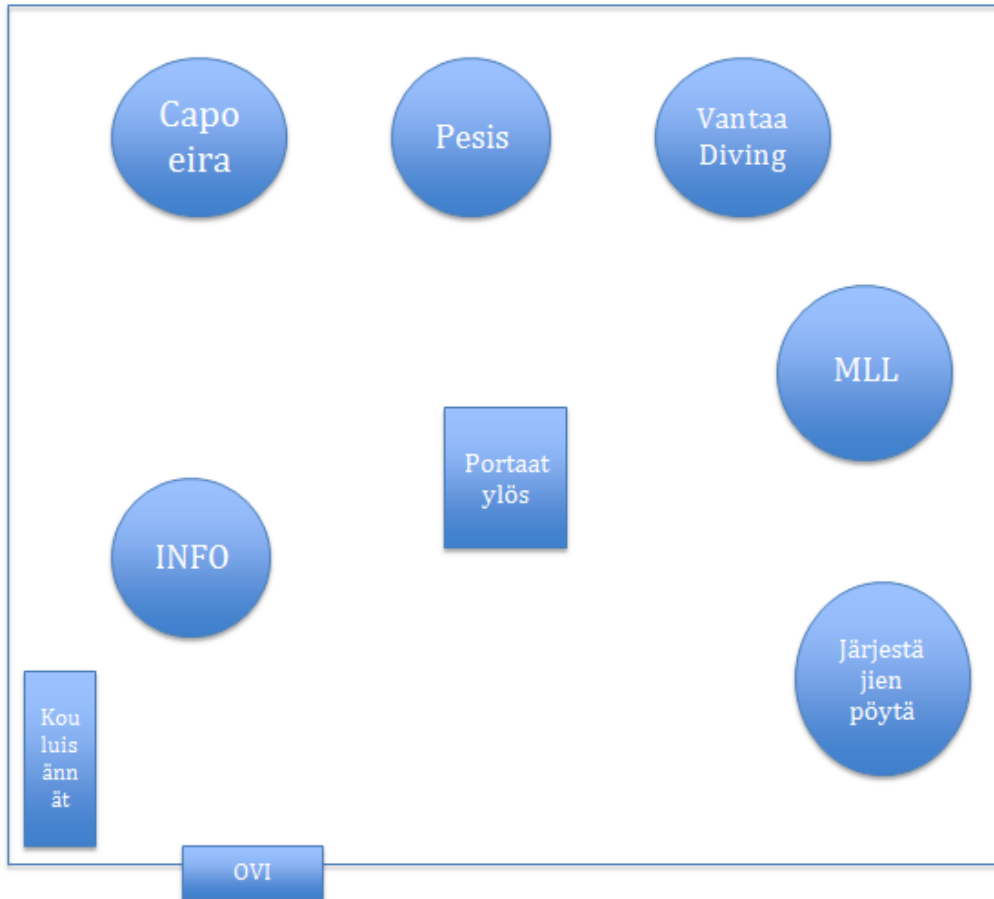 Capo
eira
Pesis
Vantaa
Diving
MLL
Portaat
ylös
INFO
Järjestä
jien
pöytä
Kou
luis
änn
ät
OVI